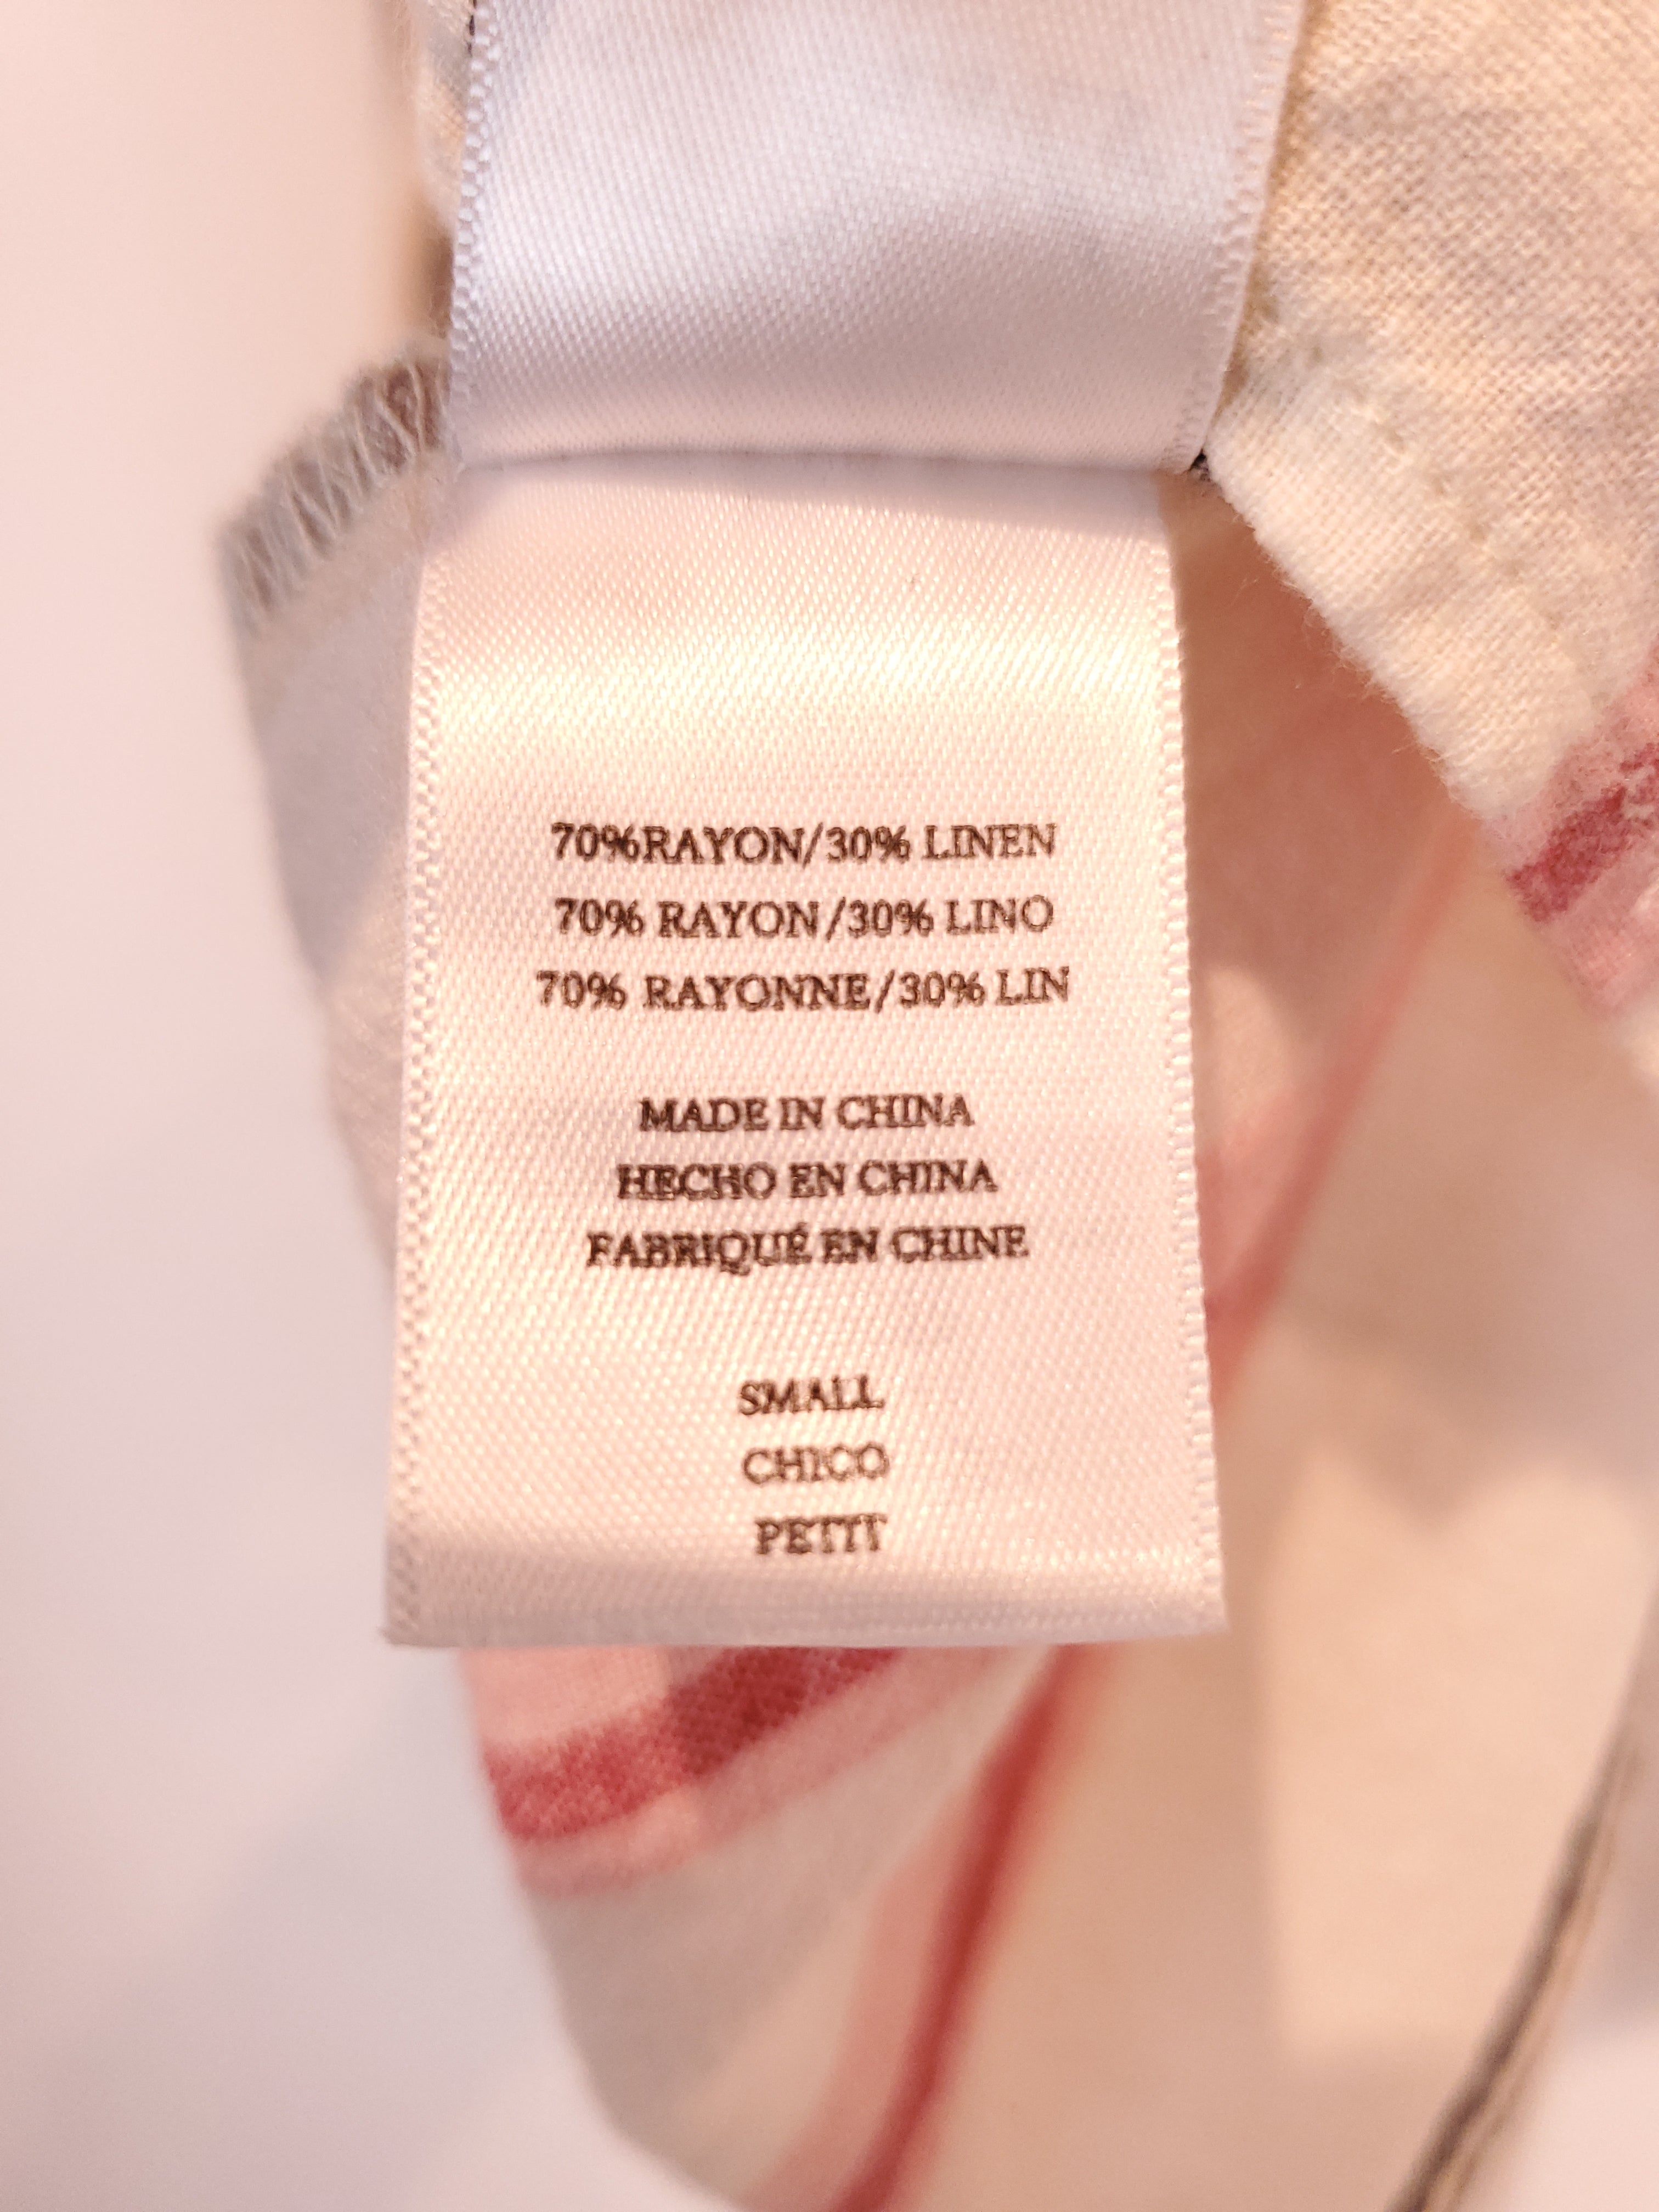 70%RAYON/30% LINEN
70% RAYON/30% LINO
70% RAYONNE/30% LIN
MADE IN CHINA
HECHO EN CHINA
FABRIQUÉ EN CHINE
SMALL
CHICO
PETIT